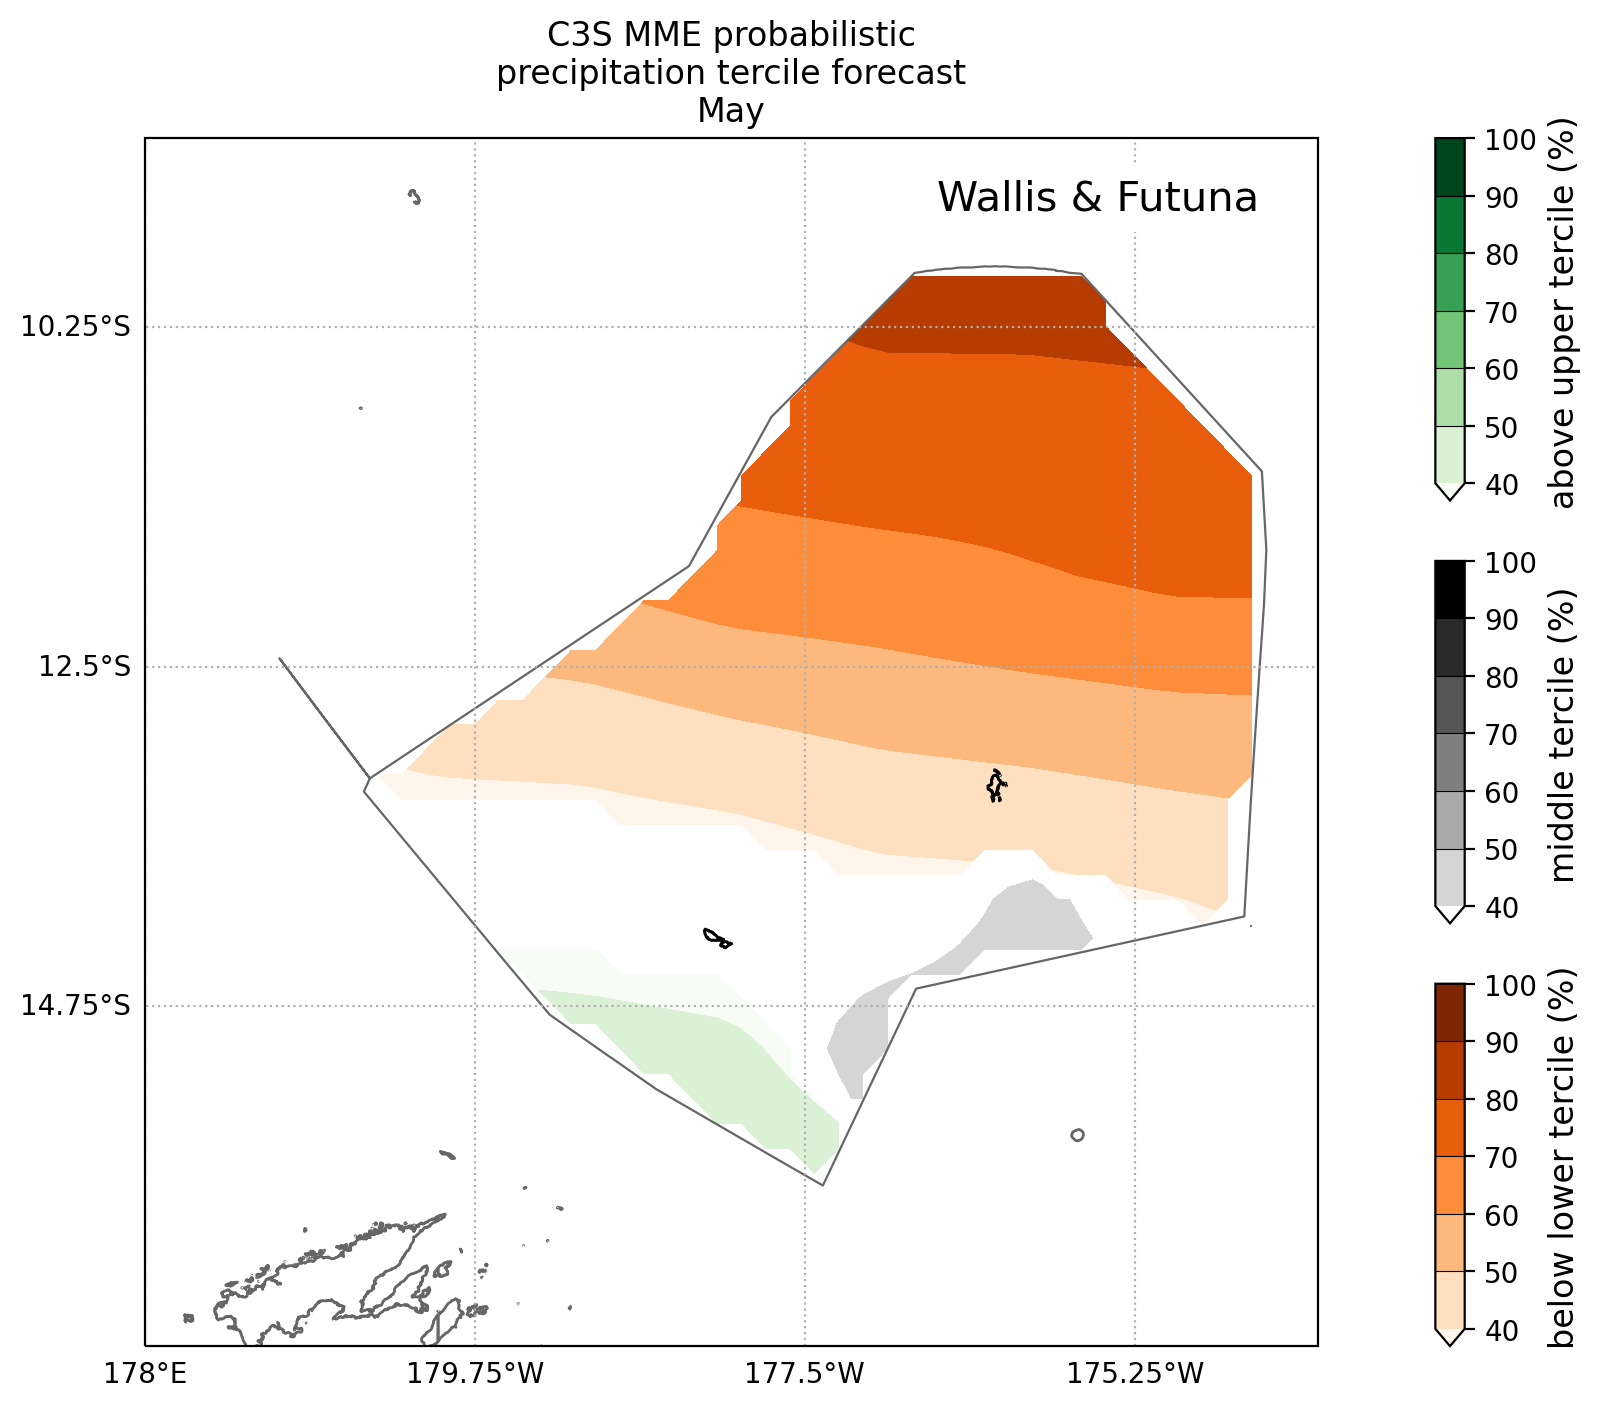 C3S MME probabilistic
precipitation tercile forecast
May
Wallis & Futuna
10.25°S
12.5°S
14.75°S
178°E
179.75°W
177.5°W
175.25°W
100
90
80
70
60
50
40
above upper tercile (%)
100
90
80
70
60
50
40
middle tercile (%)
100
90
80
70
60
50
40
below lower tercile (%)